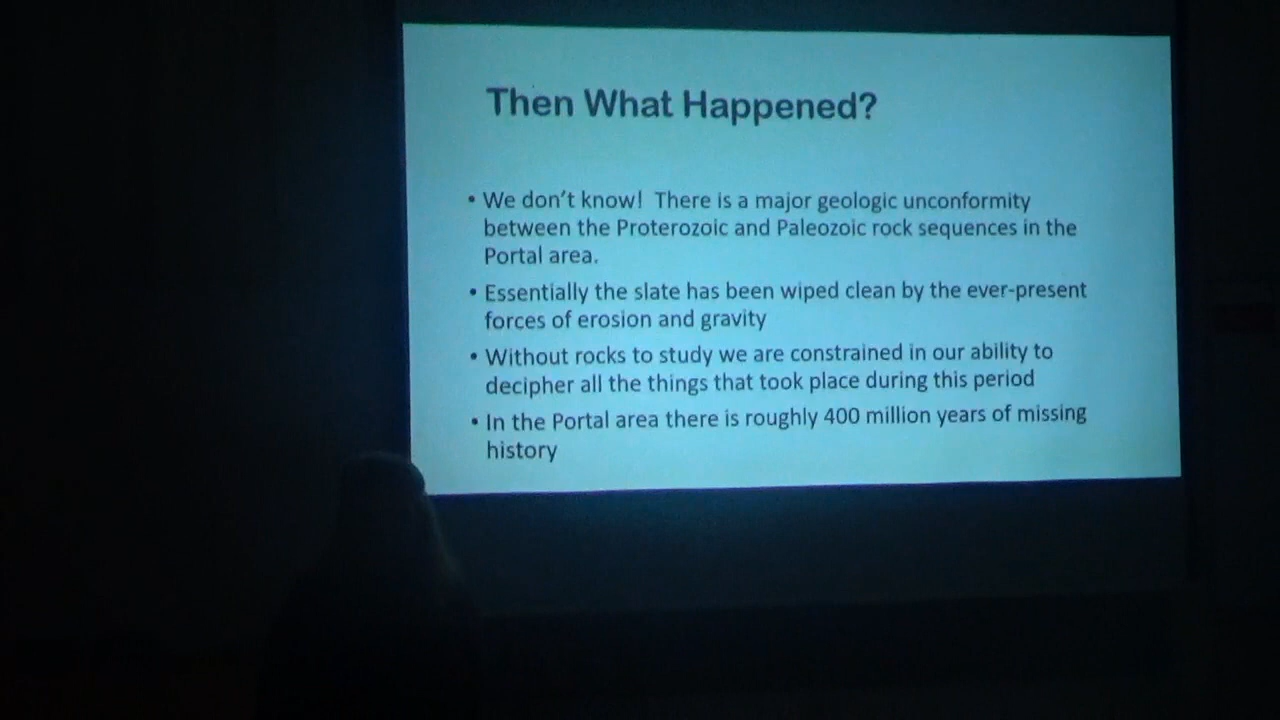 Then What Happened?
• We don't know!  There is a major geologic unconformity
between the Proterozoic and Paleozoic rock sequences in the
Portal area.
• Essentially the slate has been wiped clean by the ever-present
forces of erosion and gravity
• Without rocks to study we are constrained in our ability to
decipher all the things that took place during this period
• In the Portal area there is roughly 400 million years of missing
history